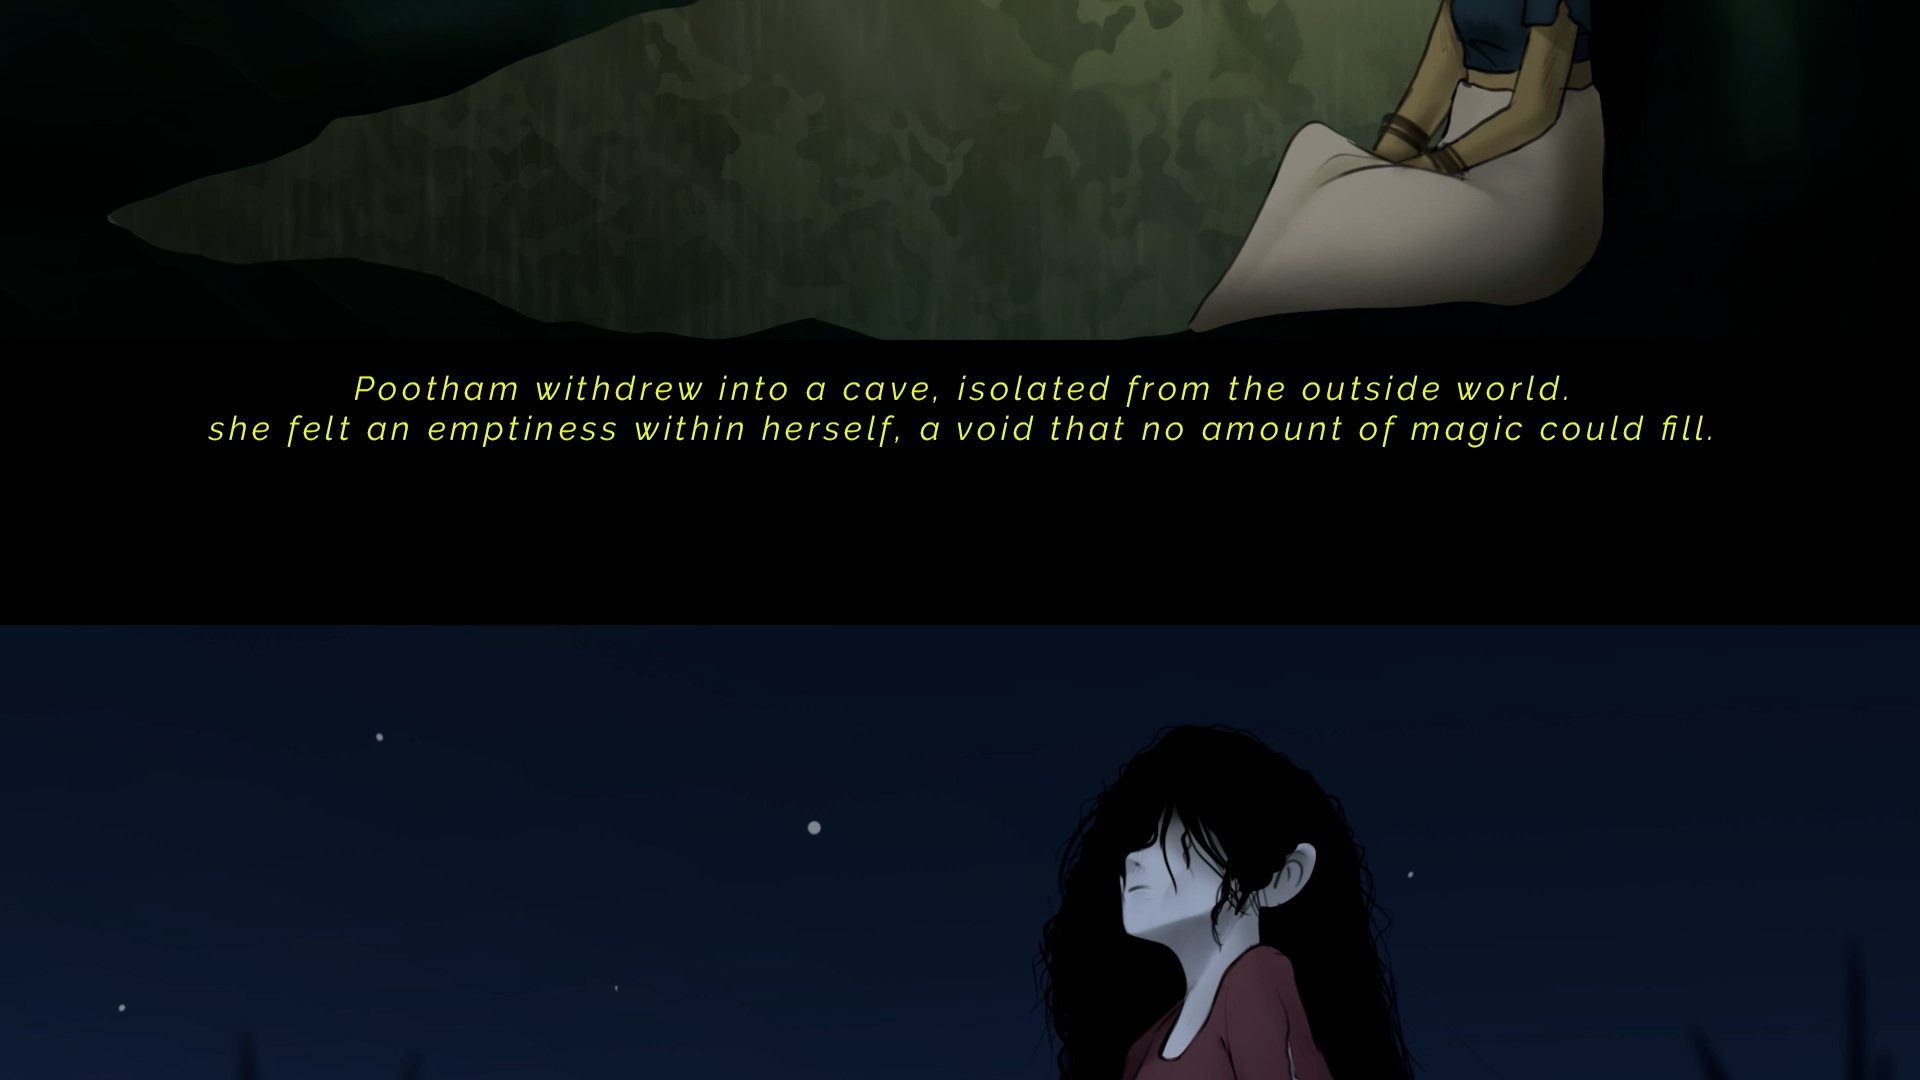 Pootham withdrew into a cave, isolated from the outside world.
she felt an emptiness within herself, a void that no amount of magic could fill.